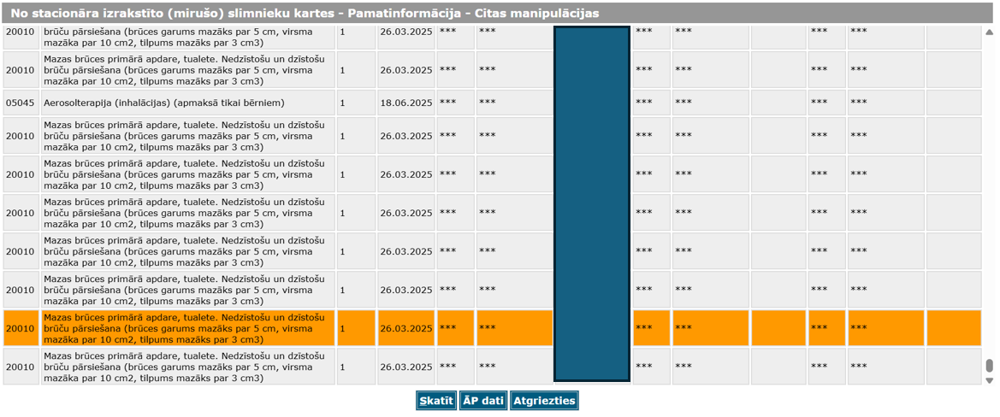 No stacionāra izrakstīto (mirušo) slimnieku kartes - Pamatinformācija - Citas manipulācijas
20010 brūču pārsiešana (brūces garums mazāks par 5 cm, virsma 1 26.03.2025 *** *** *** *** *** ***
mazāka par 10 cm2, tilpums mazāks par 3 cm3)
Mazas brūces primārā apdare, tualete. Nedzīstošu un dzīstošu
20010 brūču pārsiešana (brūces garums mazāks par 5 cm, virsma 1 26.03.2025 *** *** *** *** *** ***
mazāka par 10 cm2, tilpums mazāks par 3 cm3)
05045 Aerosolterapija (inhalācijas) (apmaksā tikai bērniem) 1 18.06.2025 *** *** *** *** *** ***
Mazas brūces primārā apdare, tualete. Nedzīstošu un dzīstošu
20010 brūču pārsiešana (brūces garums mazāks par 5 cm, virsma 1 26.03.2025 *** *** *** *** *** ***
mazāka par 10 cm2, tilpums mazāks par 3 cm3)
Mazas brūces primārā apdare, tualete. Nedzīstošu un dzīstošu
20010 brūču pārsiešana (brūces garums mazāks par 5 cm, virsma 1 26.03.2025 *** *** *** *** *** ***
mazāka par 10 cm2, tilpums mazāks par 3 cm3)
Mazas brūces primārā apdare, tualete. Nedzīstošu un dzīstošu
20010 brūču pārsiešana (brūces garums mazāks par 5 cm, virsma 1 26.03.2025 *** *** *** *** *** ***
mazāka par 10 cm2, tilpums mazāks par 3 cm3)
Mazas brūces primārā apdare, tualete. Nedzīstošu un dzīstošu
20010 brūču pārsiešana (brūces garums mazāks par 5 cm, virsma 1 26.03.2025 *** *** *** *** *** ***
mazāka par 10 cm2, tilpums mazāks par 3 cm3)
Mazas brūces primārā apdare, tualete. Nedzīstošu un dzīstošu
20010 brūču pārsiešana (brūces garums mazāks par 5 cm, virsma 1 26.03.2025 *** *** *** *** *** ***
mazāka par 10 cm2, tilpums mazāks par 3 cm3)
Mazas brūces primārā apdare, tualete. Nedzīstošu un dzīstošu
20010 brūču pārsiešana (brūces garums mazāks par 5 cm, virsma 1 26.03.2025 *** *** *** *** *** ***
mazāka par 10 cm2, tilpums mazāks par 3 cm3)
Mazas brūces primārā apdare, tualete. Nedzīstošu un dzīstošu
20010 brūču pārsiešana (brūces garums mazāks par 5 cm, virsma 1 26.03.2025 *** *** *** *** *** ***
mazāka par 10 cm2, tilpums mazāks par 3 cm3)
Skatīt ĀP dati Atgriezties